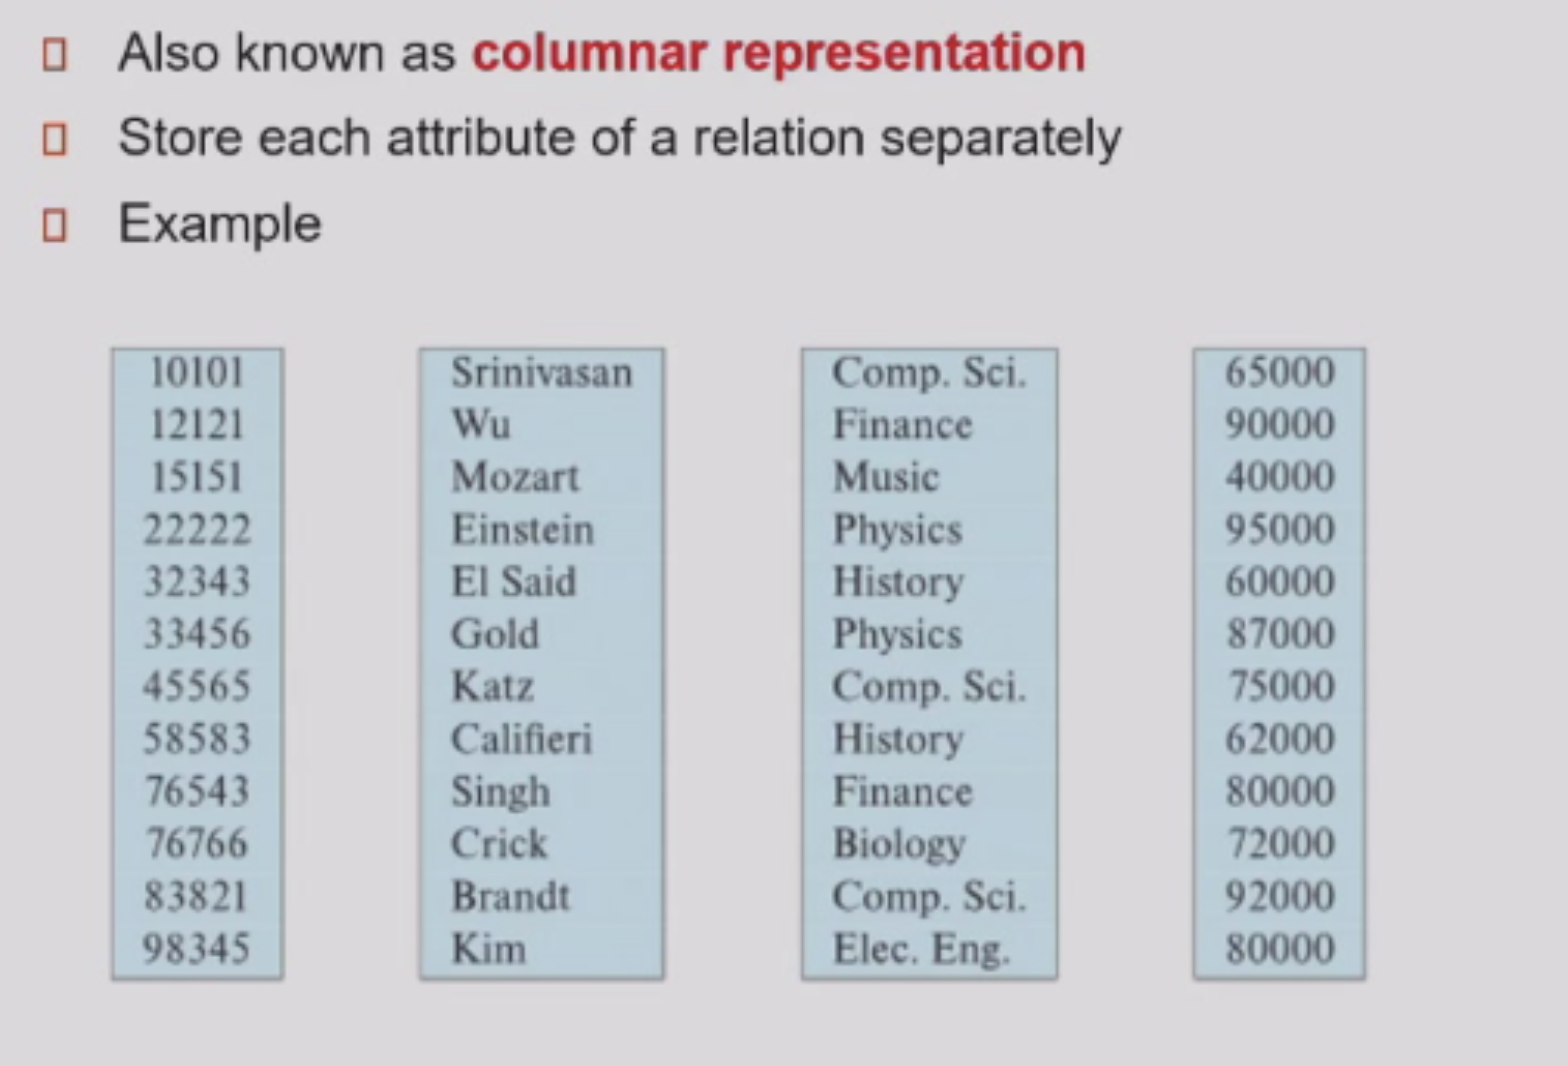 Also known as columnar representation
Store each attribute of a relation separately
Example
10101 Srinivasan Comp. Sci. 65000
12121 Wu Finance 90000
15151 Mozart Music 40000
22222 Einstein Physics 95000
32343 El Said History 60000
33456 Gold Physics 87000
45565 Katz Comp. Sci. 75000
58583 Califieri History 62000
76543 Singh Finance 80000
76766 Crick Biology 72000
83821 Brandt Comp. Sci. 92000
98345 Kim Elec. Eng. 80000